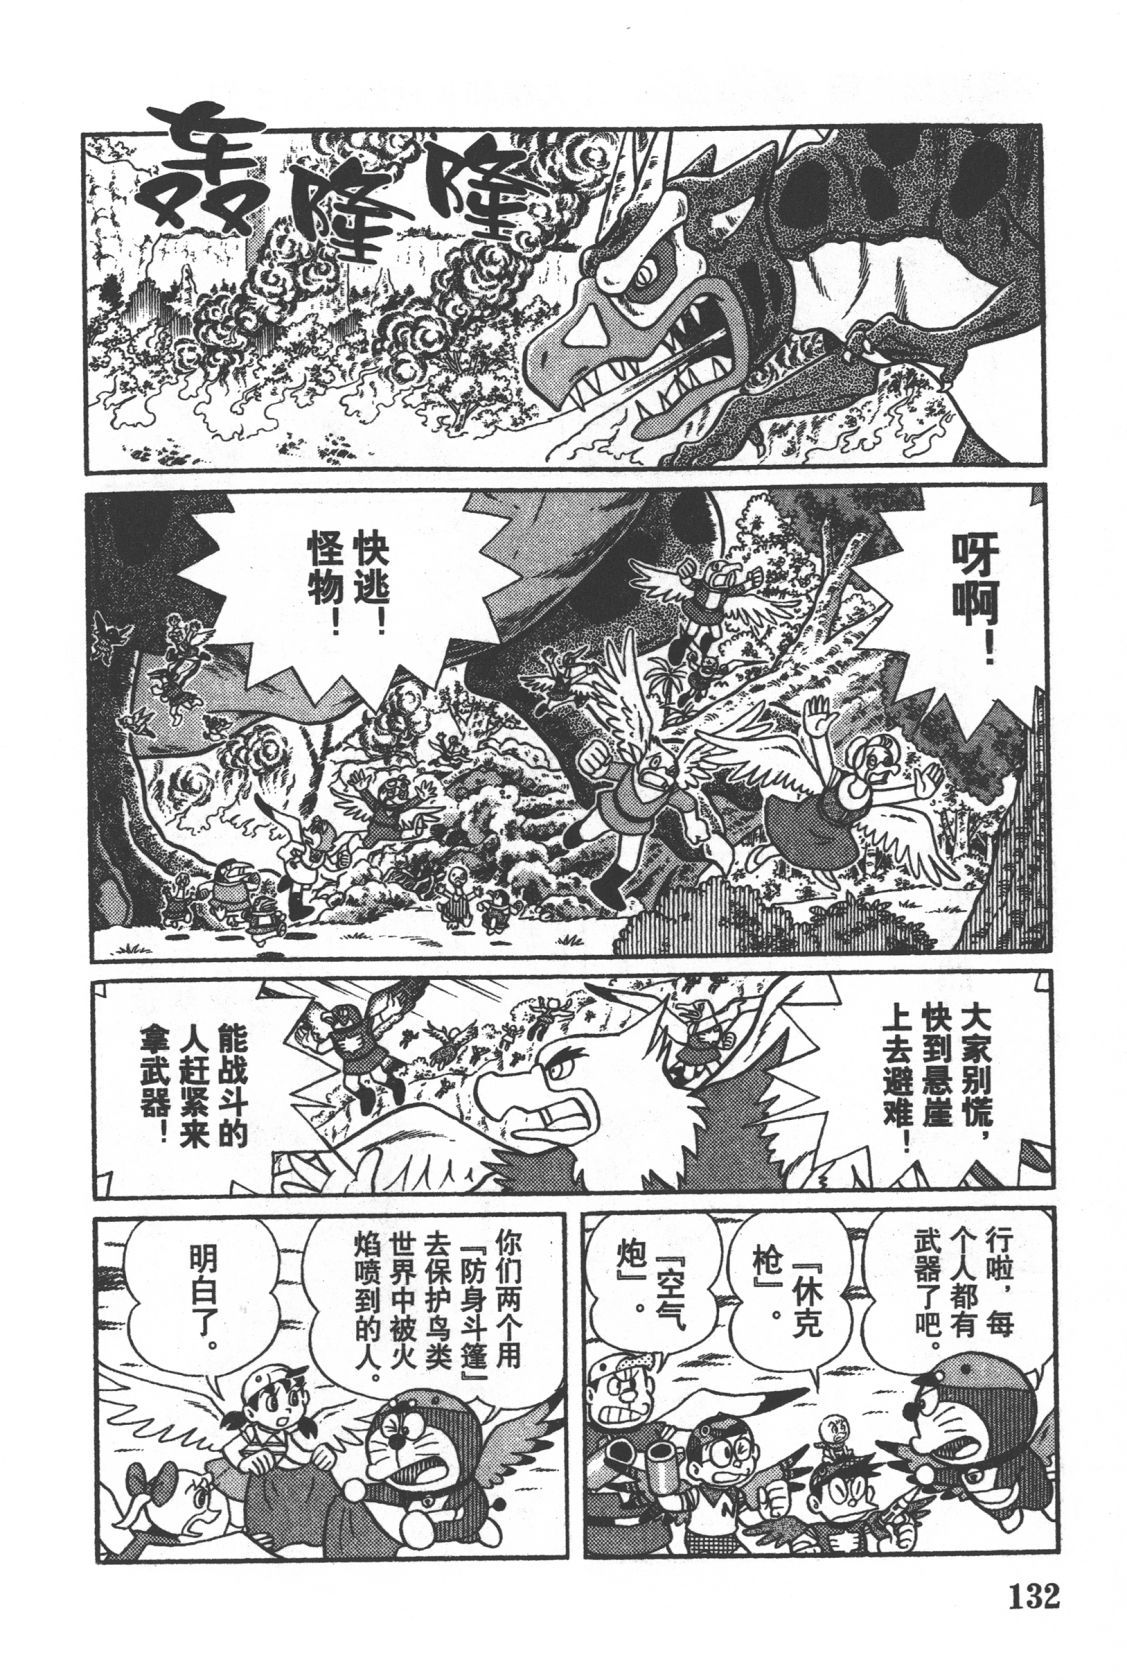 轰隆隆
呀啊！
快逃！
怪物！
大家别慌，
快到悬崖
上去避难！
能战斗的
人赶紧来
拿武器！
行啦，每
个人都有
武器了吧。
『休克
枪』。
『空气
炮』。
你们两个用
『防身斗篷』
去保护鸟类
世界中被火
焰喷到的人。
明白了。
132